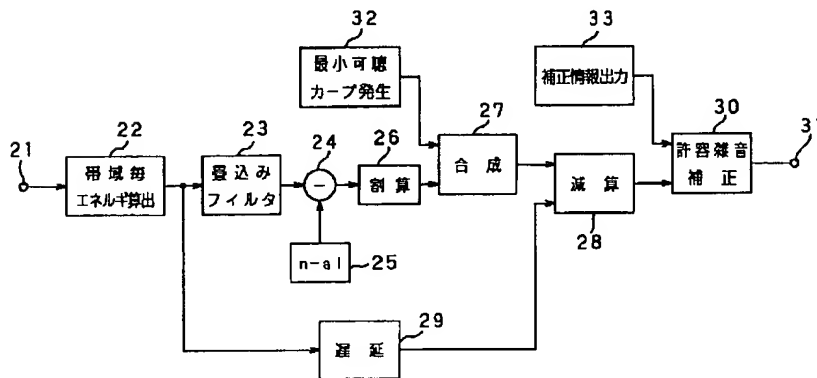 32
最小可聴
カーブ発生
33
補正情報出力
21
22
帯域毎
エネルギ算出
23
畳込み
フィルタ
24
−
26
割算
27
合成
減算
28
30
許容雑音
補正
n-ai
25
遅延
29